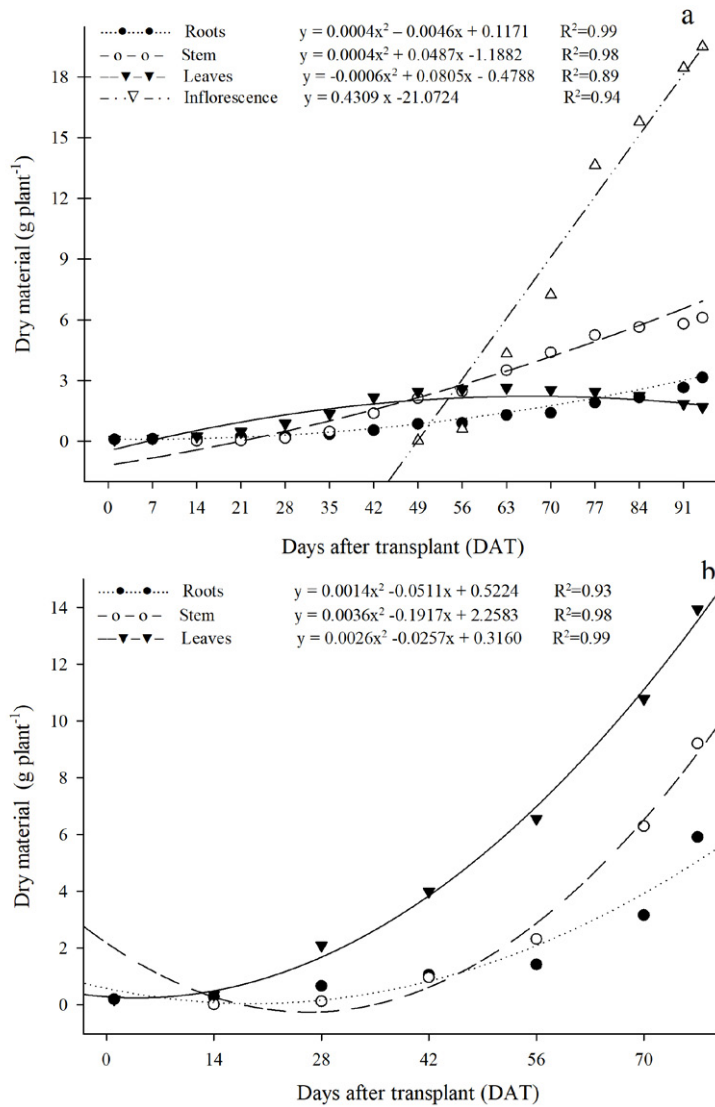 a
Roots y = 0.0004x² – 0.0046x + 0.1171 R²=0.99
Stem y = 0.0004x² + 0.0487x -1.1882 R²=0.98
Leaves y = -0.0006x² + 0.0805x - 0.4788 R²=0.89
Inflorescence y = 0.4309 x -21.0724 R²=0.94
18
15
12
9
6
3
0
Dry material (g plant⁻¹)
0 7 14 21 28 35 42 49 56 63 70 77 84 91
Days after transplant (DAT)
b
Roots y = 0.0014x² -0.0511x + 0.5224 R²=0.93
Stem y = 0.0036x² -0.1917x + 2.2583 R²=0.98
Leaves y = 0.0026x² -0.0257x + 0.3160 R²=0.99
14
12
10
8
6
4
2
0
Dry material (g plant⁻¹)
0 14 28 42 56 70
Days after transplant (DAT)